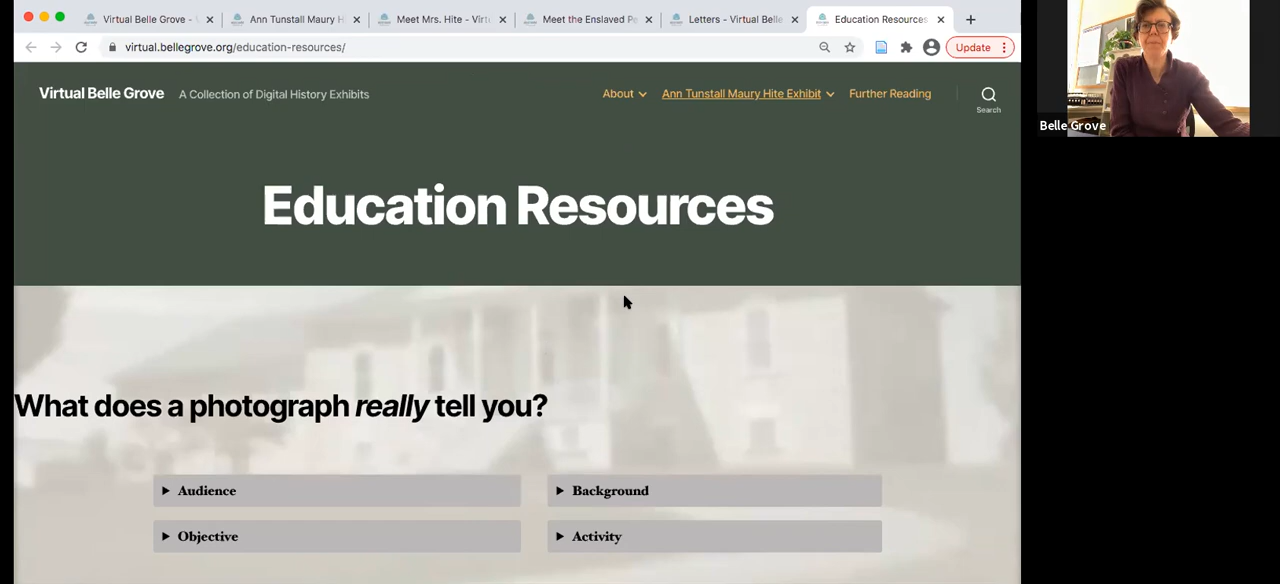 Virtual Belle Grove -
Ann Tunstall Maury H
Meet Mrs. Hite - Virt
Meet the Enslaved Pe
Letters - Virtual Belle
Education Resources
virtual.bellegrove.org/education-resources/
Update
Virtual Belle Grove A Collection of Digital History Exhibits
About Ann Tunstall Maury Hite Exhibit Further Reading
Search
Belle Grove
Education Resources
What does a photograph really tell you?
Audience Background
Objective Activity